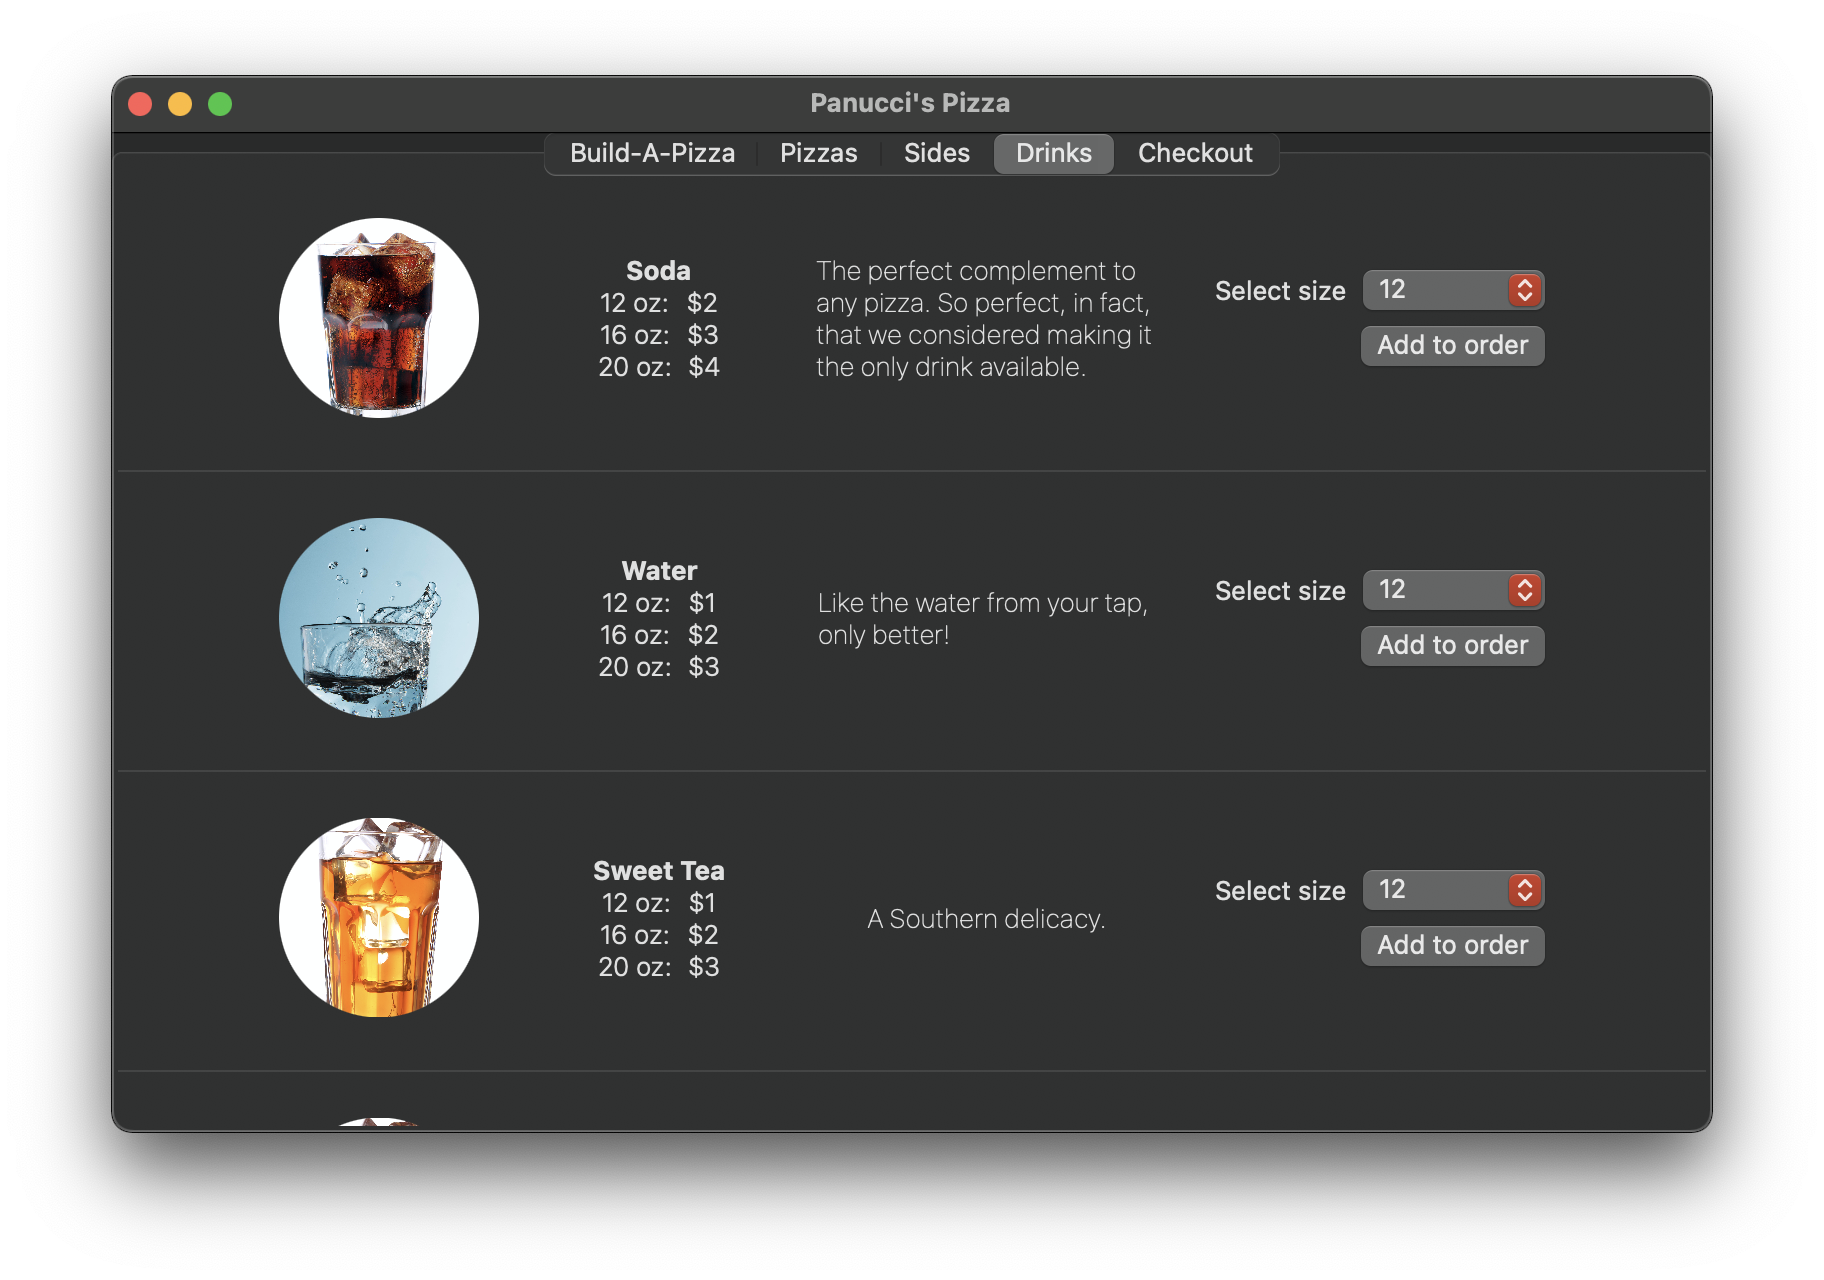 Panucci's Pizza
Build-A-Pizza Pizzas Sides Drinks Checkout
Soda
12 oz: $2
16 oz: $3
20 oz: $4
The perfect complement to
any pizza. So perfect, in fact,
that we considered making it
the only drink available.
Select size 12
Add to order
Water
12 oz: $1
16 oz: $2
20 oz: $3
Like the water from your tap,
only better!
Select size 12
Add to order
Sweet Tea
12 oz: $1
16 oz: $2
20 oz: $3
A Southern delicacy.
Select size 12
Add to order